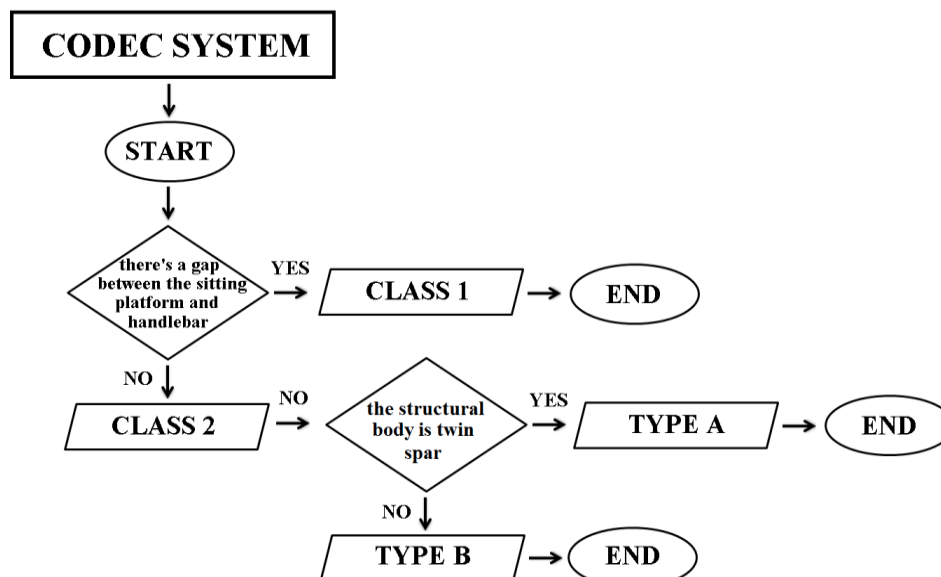 CODEC SYSTEM
START
there's a gap
between the sitting
platform and
handlebar
YES
CLASS 1
END
NO
CLASS 2
NO
the structural
body is twin
spar
YES
TYPE A
END
NO
TYPE B
END